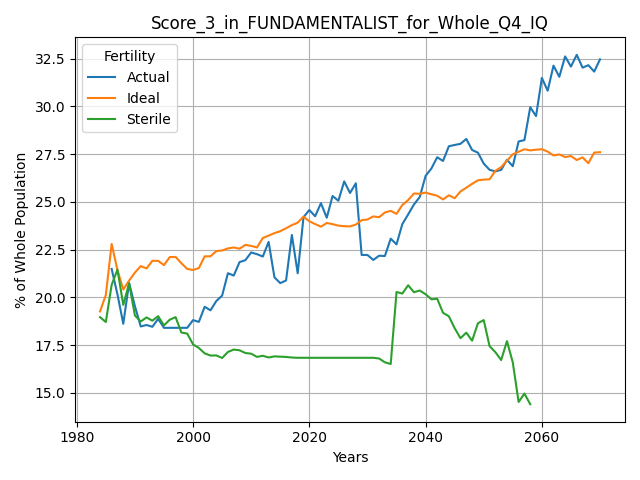 Score_3_in_FUNDAMENTALIST_for_Whole_Q4_IQ
Fertility
Actual
Ideal
Sterile
% of Whole Population
32.5
30.0
27.5
25.0
22.5
20.0
17.5
15.0
1980 2000 2020 2040 2060
Years